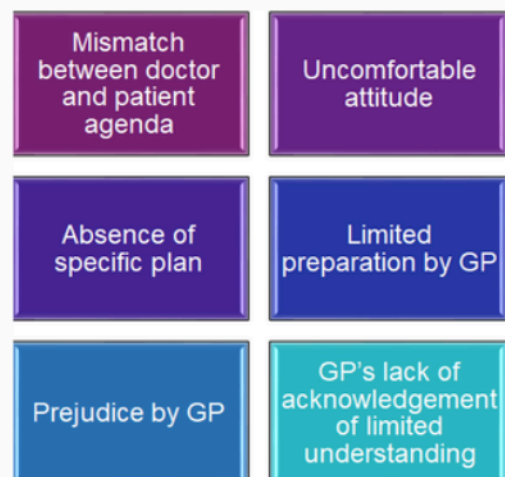 Mismatch
between doctor
and patient
agenda
Uncomfortable
attitude
Absence of
specific plan
Limited
preparation by GP
Prejudice by GP
GP's lack of
acknowledgement
of limited
understanding